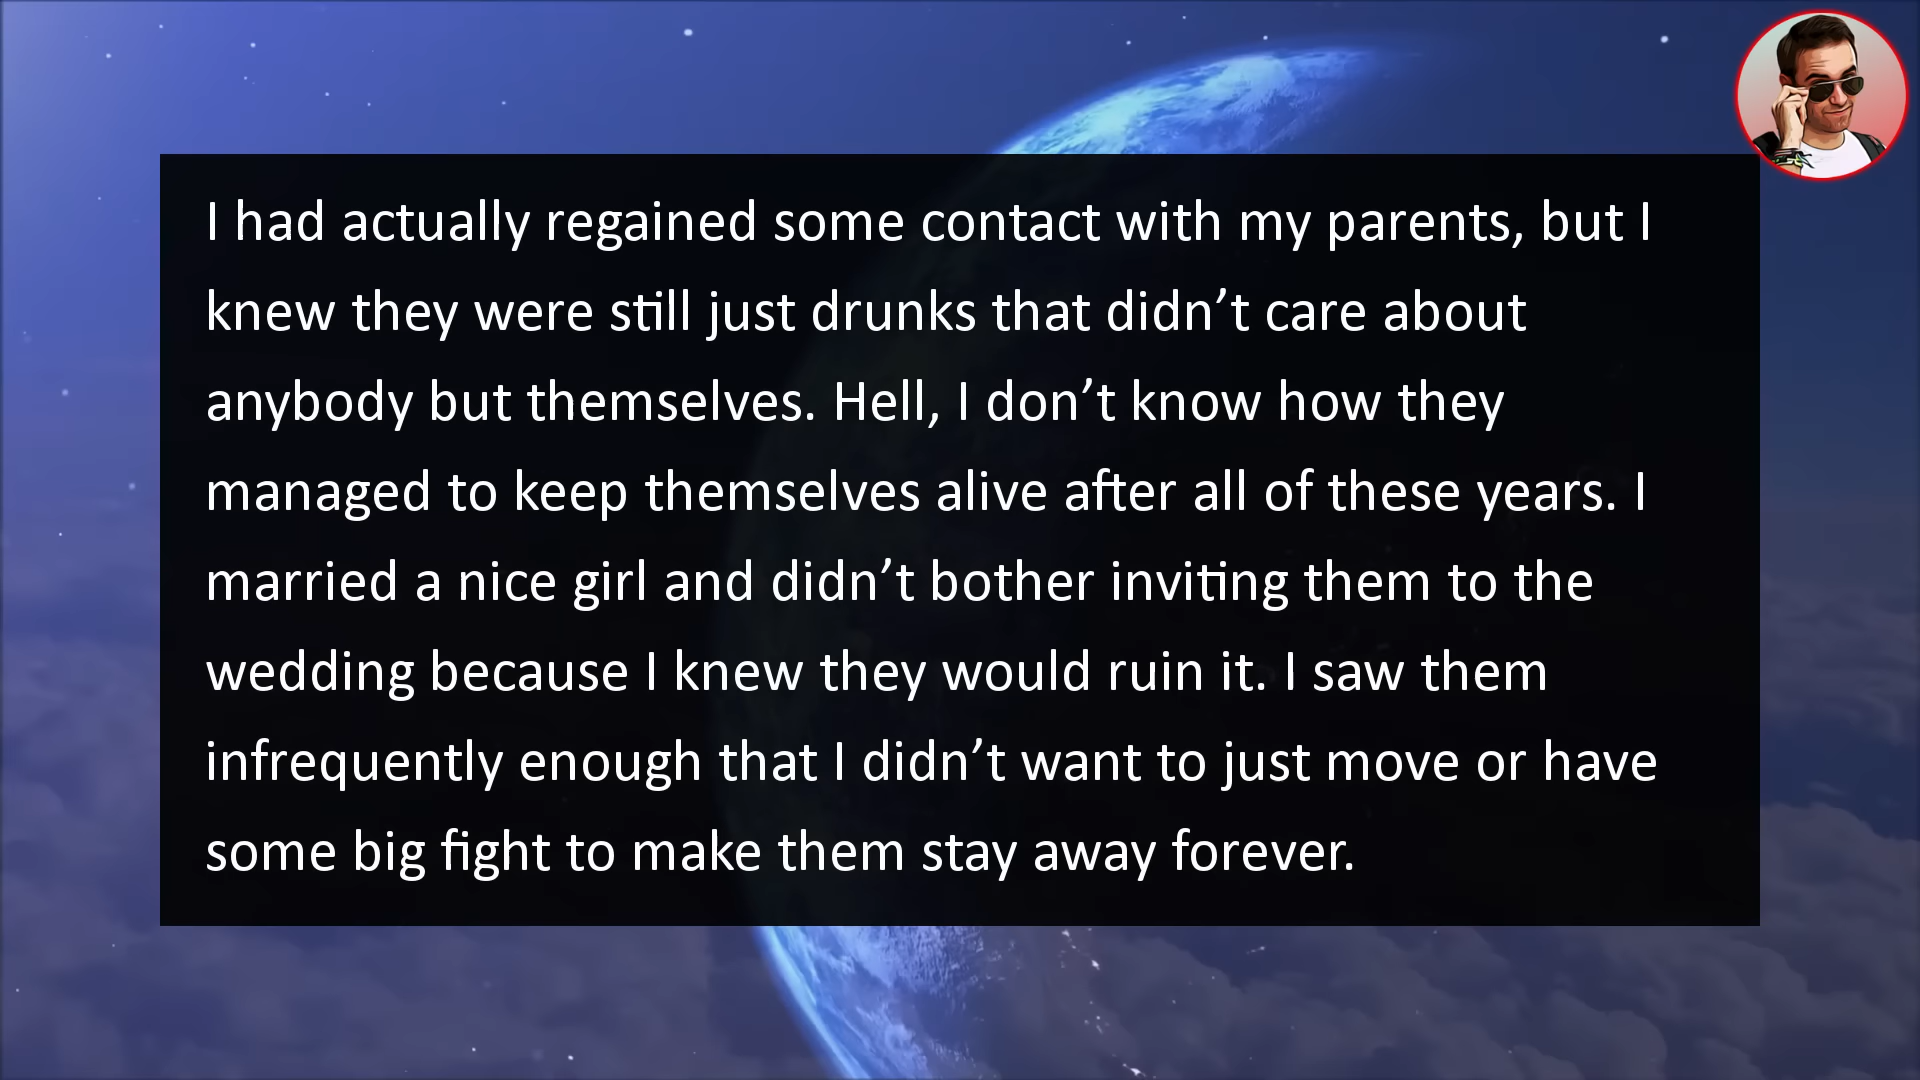 I had actually regained some contact with my parents, but I
knew they were still just drunks that didn’t care about
anybody but themselves. Hell, I don’t know how they
managed to keep themselves alive after all of these years. I
married a nice girl and didn’t bother inviting them to the
wedding because I knew they would ruin it. I saw them
infrequently enough that I didn’t want to just move or have
some big fight to make them stay away forever.